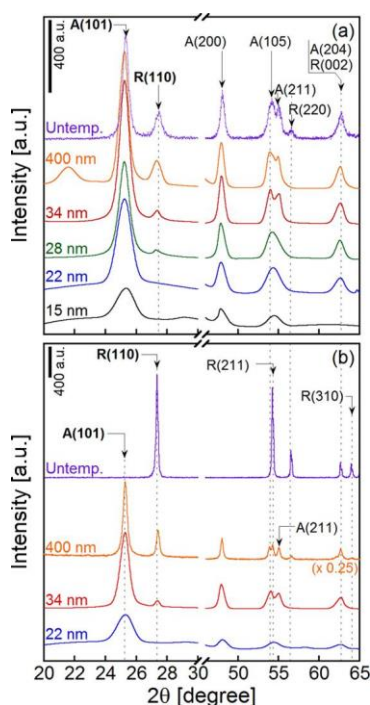 400 a.u.
A(101)
(a)
R(110)
A(200)
A(105)
A(204)
R(002)
A(211)
R(220)
Untemp.
400 nm
34 nm
28 nm
22 nm
15 nm
Intensity [a.u.]
400 a.u.
(b)
R(110)
R(211)
R(310)
A(101)
Untemp.
A(211)
400 nm
(x 0.25)
34 nm
22 nm
Intensity [a.u.]
20 22 24 26 28 30 50 55 60 65
2θ [degree]